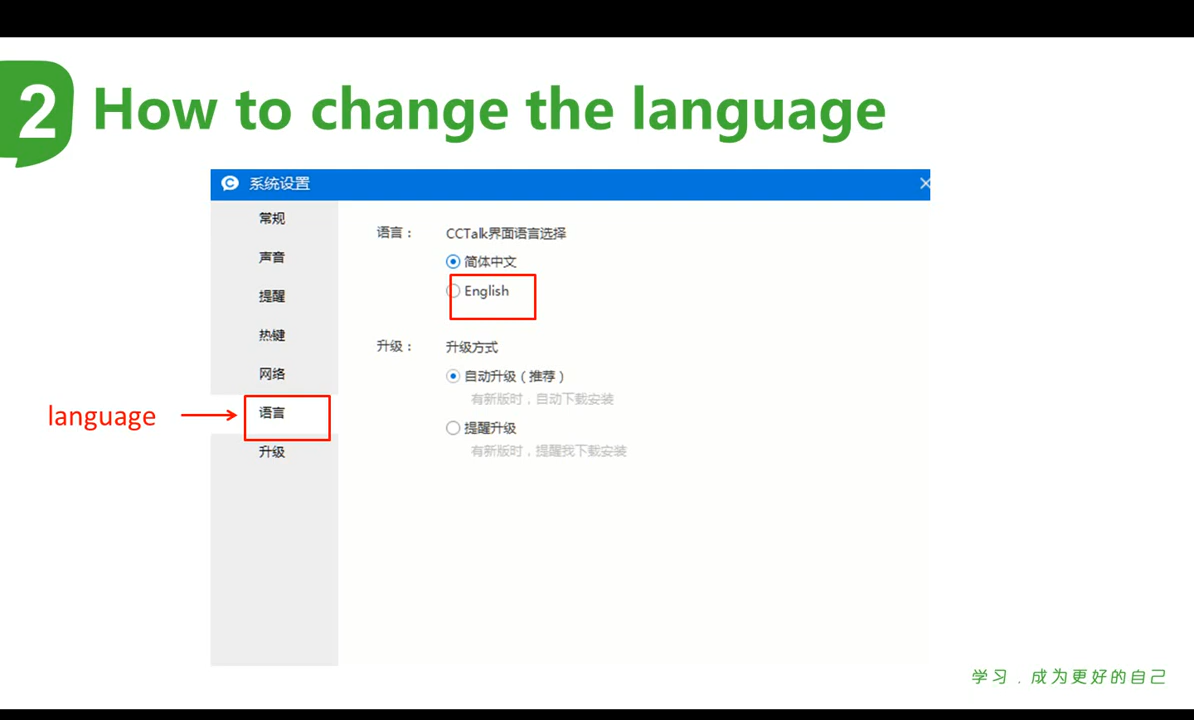 2 How to change the language
系统设置
常规
声音
提醒
热键
网络
language
语言
升级
语言： CCTalk界面语言选择
简体中文
English
升级： 升级方式
自动升级（推荐）
有新版时，自动下载安装
提醒升级
有新版时，提醒我下载安装
学习．成为更好的自己